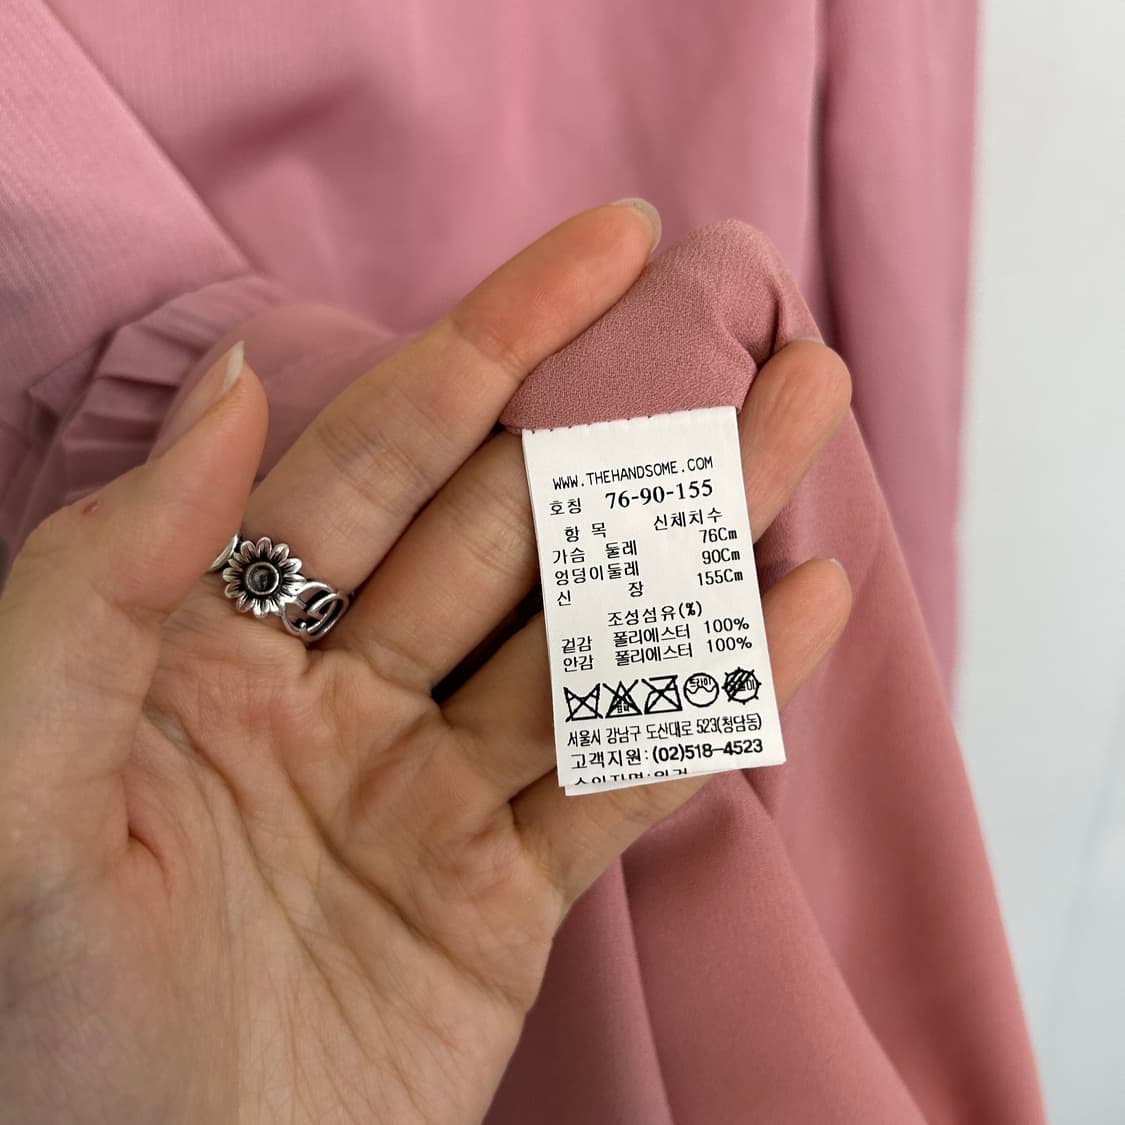 WWW.THEHANDSOME.COM
호칭 76-90-155
항 목 신체치수
가슴 둘레 76Cm
엉덩이둘레 90Cm
신 장 155Cm
조성섬유(%)
겉감 폴리에스터 100%
안감 폴리에스터 100%
드라이
서울시 강남구 도산대로 523(청담동)
고객지원:(02)518-4523